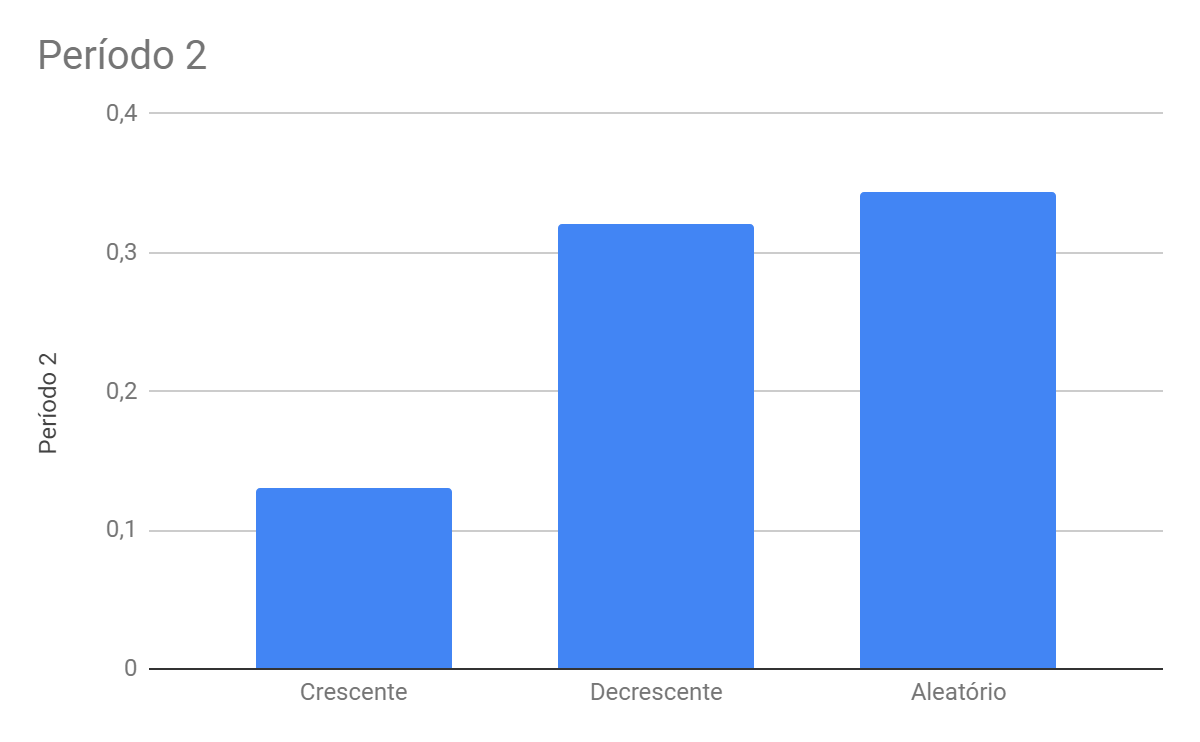 Período 2
0,4
0,3
0,2
0,1
0
Período 2
Crescente
Decrescente
Aleatório